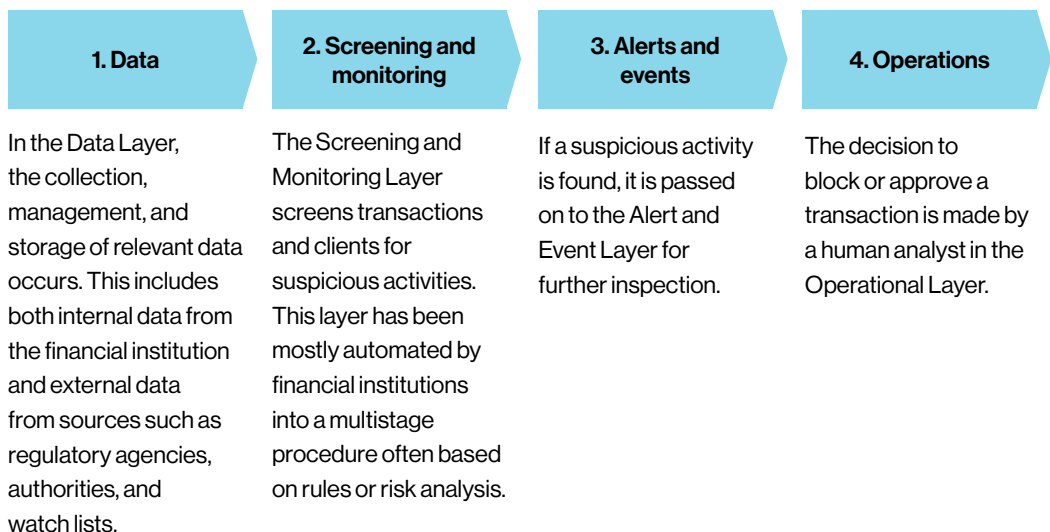 1. Data
In the Data Layer,
the collection,
management, and
storage of relevant data
occurs. This includes
both internal data from
the financial institution
and external data
from sources such as
regulatory agencies,
authorities, and
watch lists.
2. Screening and
monitoring
The Screening and
Monitoring Layer
screens transactions
and clients for
suspicious activities.
This layer has been
mostly automated by
financial institutions
into a multistage
procedure often based
on rules or risk analysis.
3. Alerts and
events
If a suspicious activity
is found, it is passed
on to the Alert and
Event Layer for
further inspection.
4. Operations
The decision to
block or approve a
transaction is made by
a human analyst in the
Operational Layer.